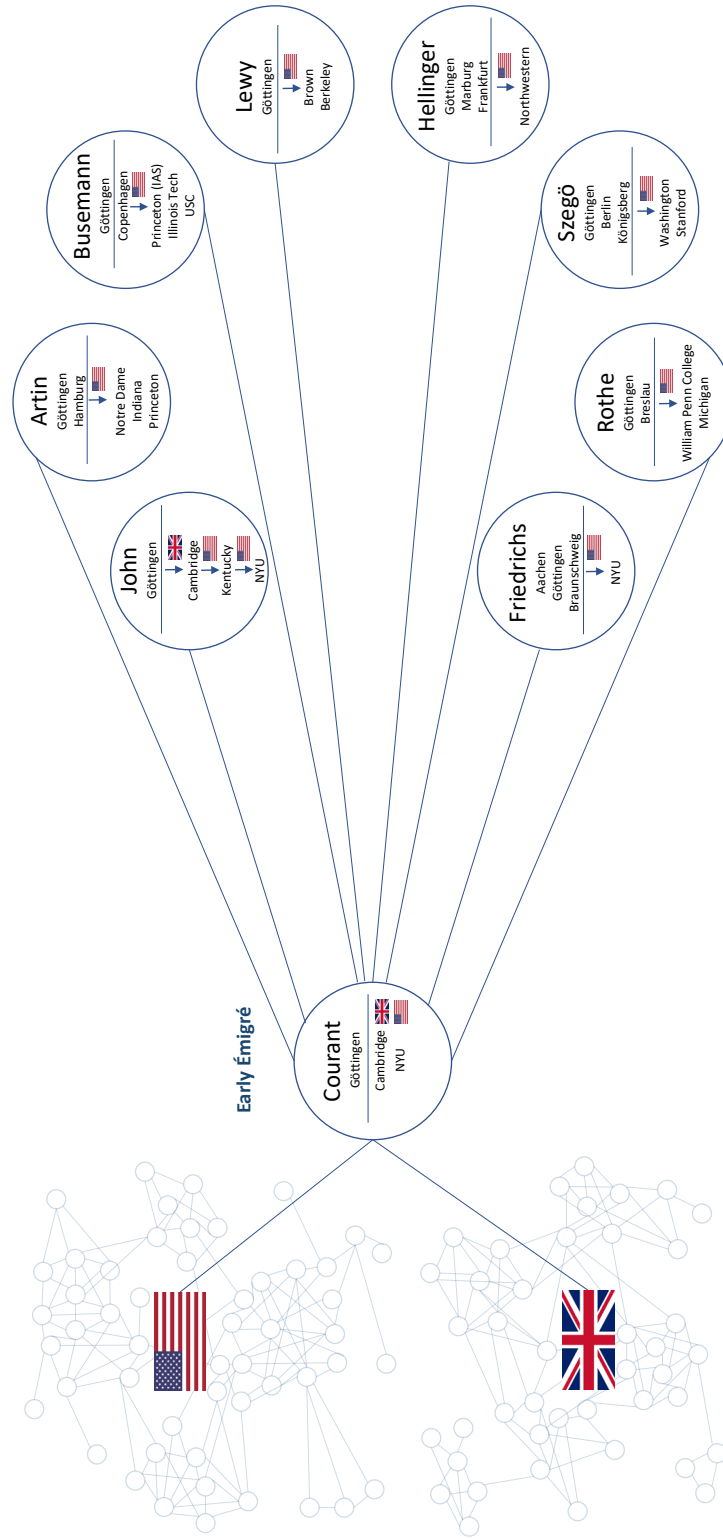 Early Émigré
Courant
Göttingen
Cambridge
NYU
Artin
Göttingen
Hamburg
Notre Dame
Indiana
Princeton
John
Göttingen
Cambridge
Kentucky
NYU
Busemann
Göttingen
Copenhagen
Princeton (IAS)
Illinois Tech
USC
Lewy
Göttingen
Brown
Berkeley
Hellinger
Göttingen
Marburg
Frankfurt
Northwestern
Szegö
Göttingen
Berlin
Königsberg
Washington
Stanford
Friedrichs
Aachen
Göttingen
Braunschweig
NYU
Rothe
Göttingen
Breslau
William Penn College
Michigan